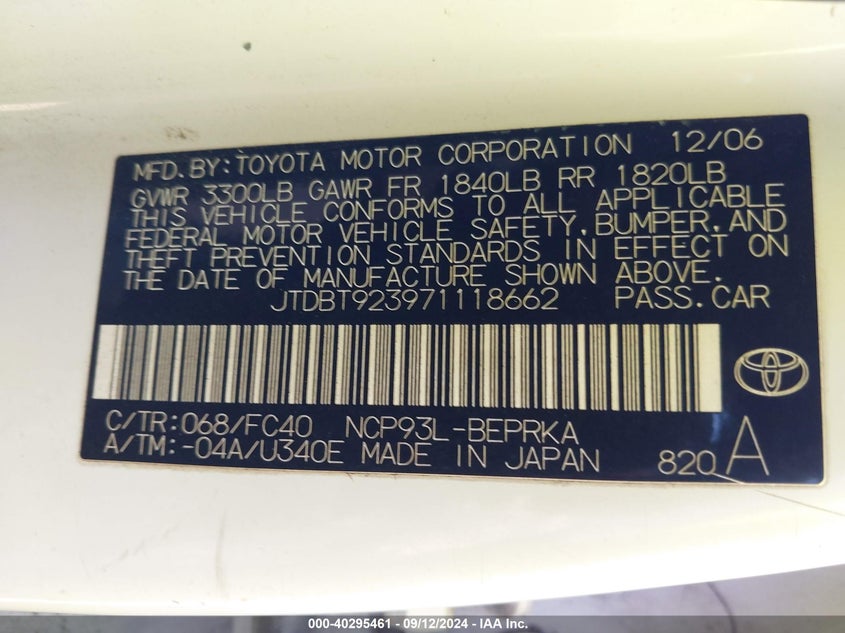 MFD.BY:TOYOTA MOTOR CORPORATION 12/06
GVWR 3300LB GAWR FR 1840LB RR 1820LB
THIS VEHICLE CONFORMS TO ALL APPLICABLE
FEDERAL MOTOR VEHICLE SAFETY,BUMPER,AND
THEFT PREVENTION STANDARDS IN EFFECT ON
THE DATE OF MANUFACTURE SHOWN ABOVE.
JTDBT923971118662 PASS.CAR
C/TR:068/FC40 NCP93L-BEPRKA
A/TM:-04A/U340E MADE IN JAPAN 820 A
000-40295461 - 09/12/2024 - IAA Inc.